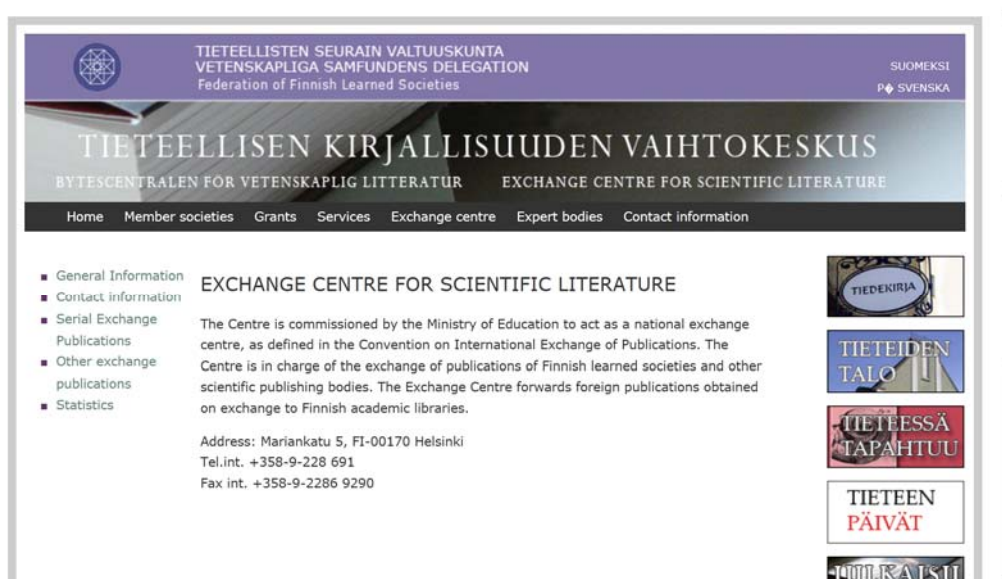 TIETEELLISTEN SEURAIN VALTUUSKUNTA
VETENSKAPLIGA SAMFUNDENS DELEGATION
Federation of Finnish Learned Societies
SUOMEKSI
P� SVENSKA
TIETEELLISEN KIRJALLISUUDEN VAIHTOKESKUS
BYTESCENTRALEN FÖR VETENSKAPLIG LITTERATUR EXCHANGE CENTRE FOR SCIENTIFIC LITERATURE
Home Member societies Grants Services Exchange centre Expert bodies Contact information
General Information
Contact information
Serial Exchange
Publications
Other exchange
publications
Statistics
EXCHANGE CENTRE FOR SCIENTIFIC LITERATURE
The Centre is commissioned by the Ministry of Education to act as a national exchange
centre, as defined in the Convention on International Exchange of Publications. The
Centre is in charge of the exchange of publications of Finnish learned societies and other
scientific publishing bodies. The Exchange Centre forwards foreign publications obtained
on exchange to Finnish academic libraries.
Address: Mariankatu 5, FI-00170 Helsinki
Tel.int. +358-9-228 691
Fax int. +358-9-2286 9290
TIEDEKIRJA
TIETEIDEN
TALO
TIETEESSÄ
TAPAHTUU
TIETEEN
PÄIVÄT